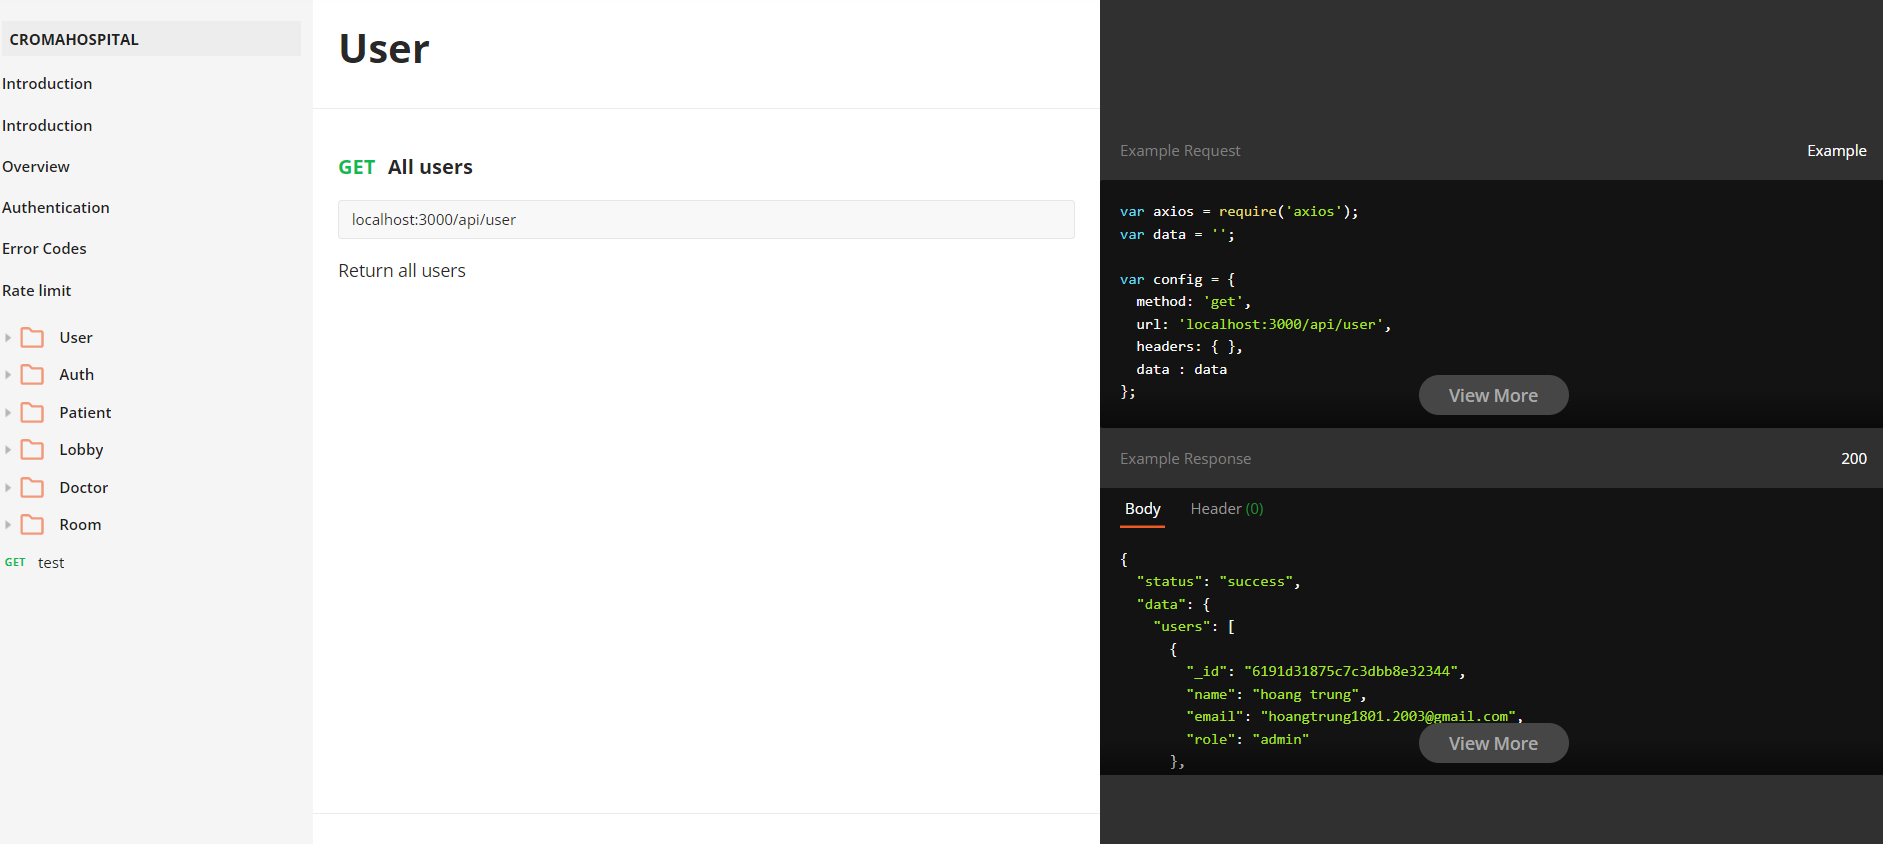 CROMAHOSPITAL
Introduction
Introduction
Overview
Authentication
Error Codes
Rate limit
User
Auth
Patient
Lobby
Doctor
Room
GET test
User
GET All users
localhost:3000/api/user
Return all users
Example Request Example
var axios = require('axios');
var data = '';
var config = {
method: 'get',
url: 'localhost:3000/api/user',
headers: { },
data : data
};
View More
Example Response 200
Body Header (0)
{
"status": "success",
"data": {
"users": [
{
"_id": "6191d31875c7c3dbb8e32344",
"name": "hoang trung",
"email": "hoangtrung1801.2003@gmail.com",
"role": "admin"
},
View More